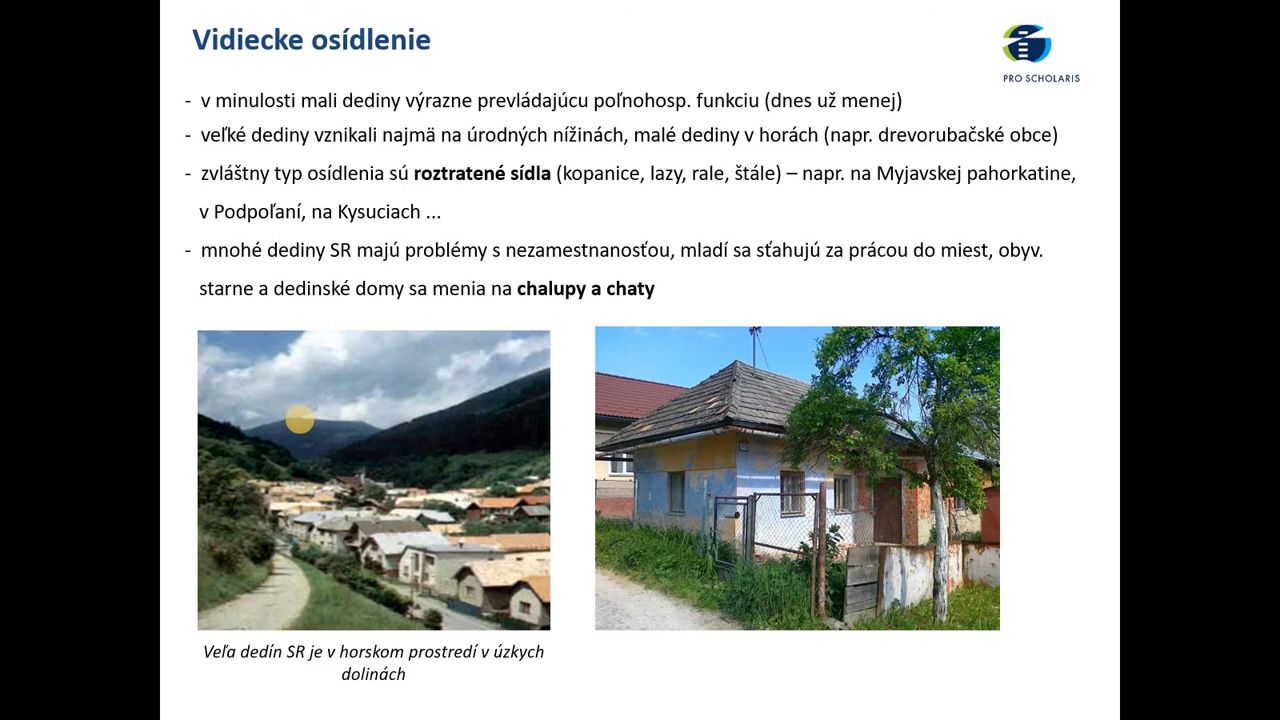 Vidiecke osídlenie
PRO SCHOLARIS
- v minulosti mali dediny výrazne prevládajúcu poľnohosp. funkciu (dnes už menej)
- veľké dediny vznikali najmä na úrodných nížinách, malé dediny v horách (napr. drevorubačské obce)
- zvláštny typ osídlenia sú roztratené sídla (kopanice, lazy, rale, štále) – napr. na Myjavskej pahorkatine,
v Podpoľaní, na Kysuciach ...
- mnohé dediny SR majú problémy s nezamestnanosťou, mladí sa sťahujú za prácou do miest, obyv.
starne a dedinské domy sa menia na chalupy a chaty
Veľa dedín SR je v horskom prostredí v úzkych
dolinách